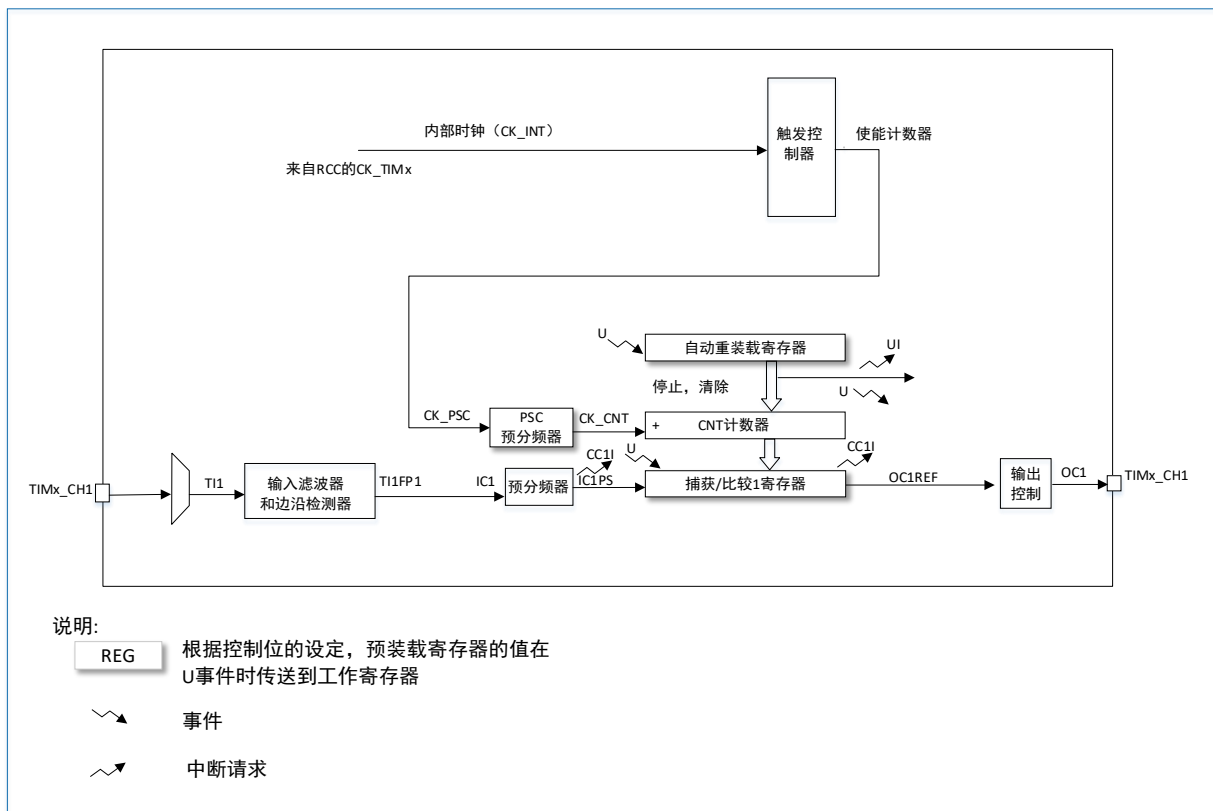 内部时钟（CK_INT）
来自RCC的CK_TIMx
触发控
制器
使能计数器
U
自动重装载寄存器
UI
停止，清除
U
CK_PSC
PSC
预分频器
CK_CNT
+
CNT计数器
TIMx_CH1
TI1
输入滤波器
和边沿检测器
TI1FP1
IC1
预分频器
CC1I
IC1PS
U
捕获/比较1寄存器
CC1I
OC1REF
输出
控制
OC1
TIMx_CH1
说明:
REG
根据控制位的设定，预装载寄存器的值在
U事件时传送到工作寄存器
事件
中断请求